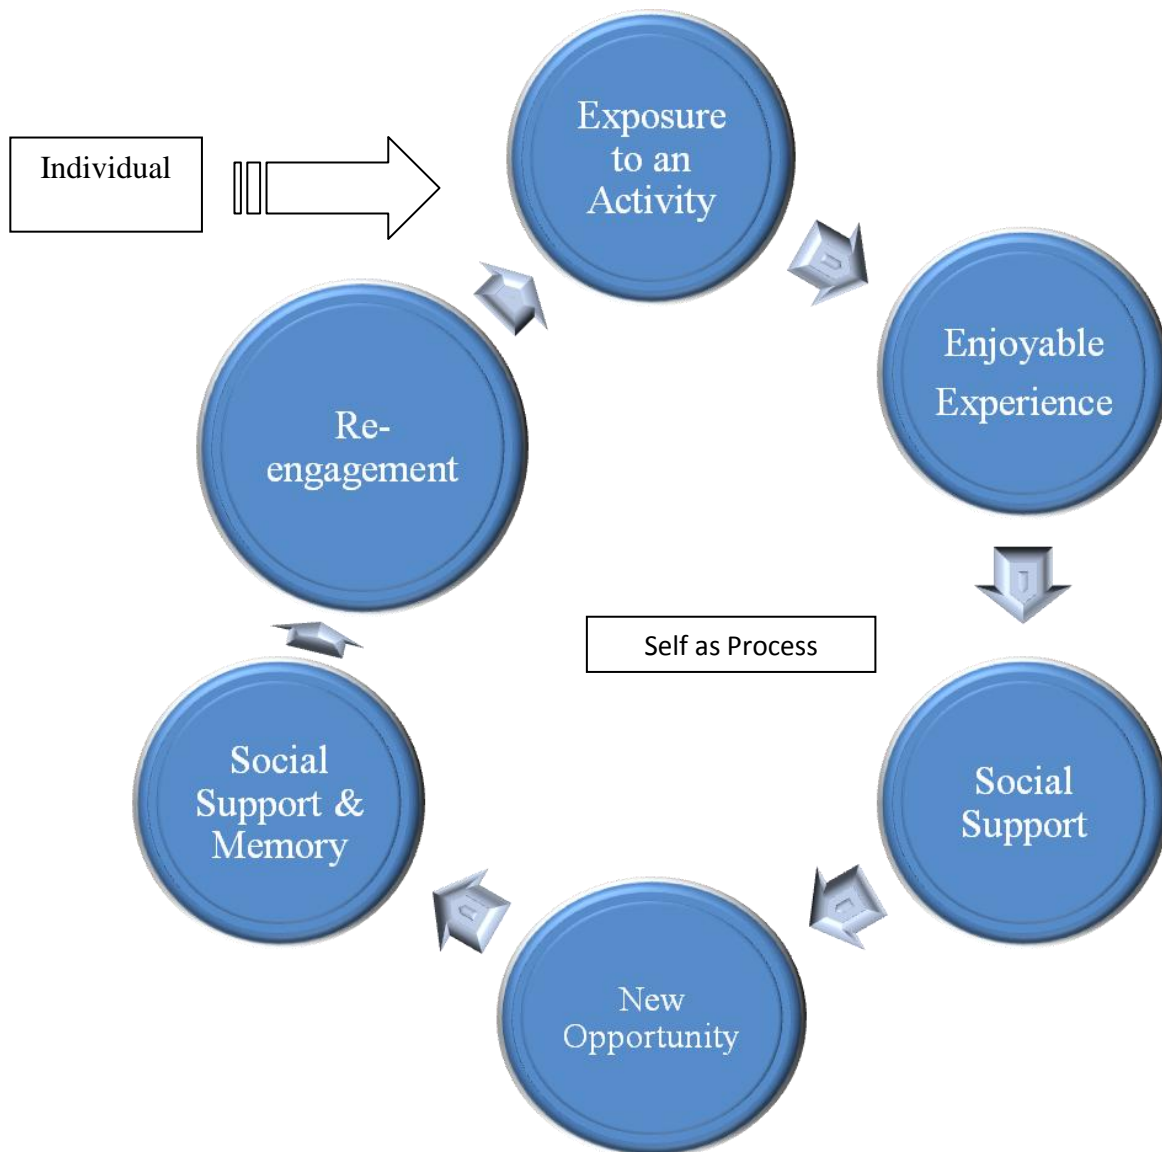 Individual
Exposure
to an
Activity
Enjoyable
Experience
Social
Support
New
Opportunity
Social
Support &
Memory
Re-
engagement
Self as Process